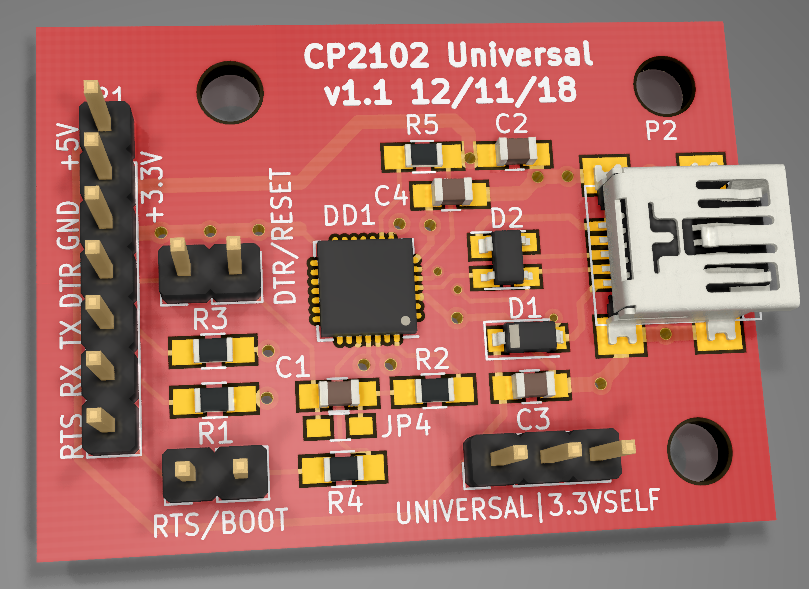 CP2102 Universal
v1.1 12/11/18
R5
C2
P2
+5V
+3.3V
C4
DTR/RESET
DD1
D2
GND
DTR
TX
RX
RTS
R3
D1
C1
R2
C3
R1
JP4
R4
RTS/BOOT
UNIVERSAL|3.3VSELF